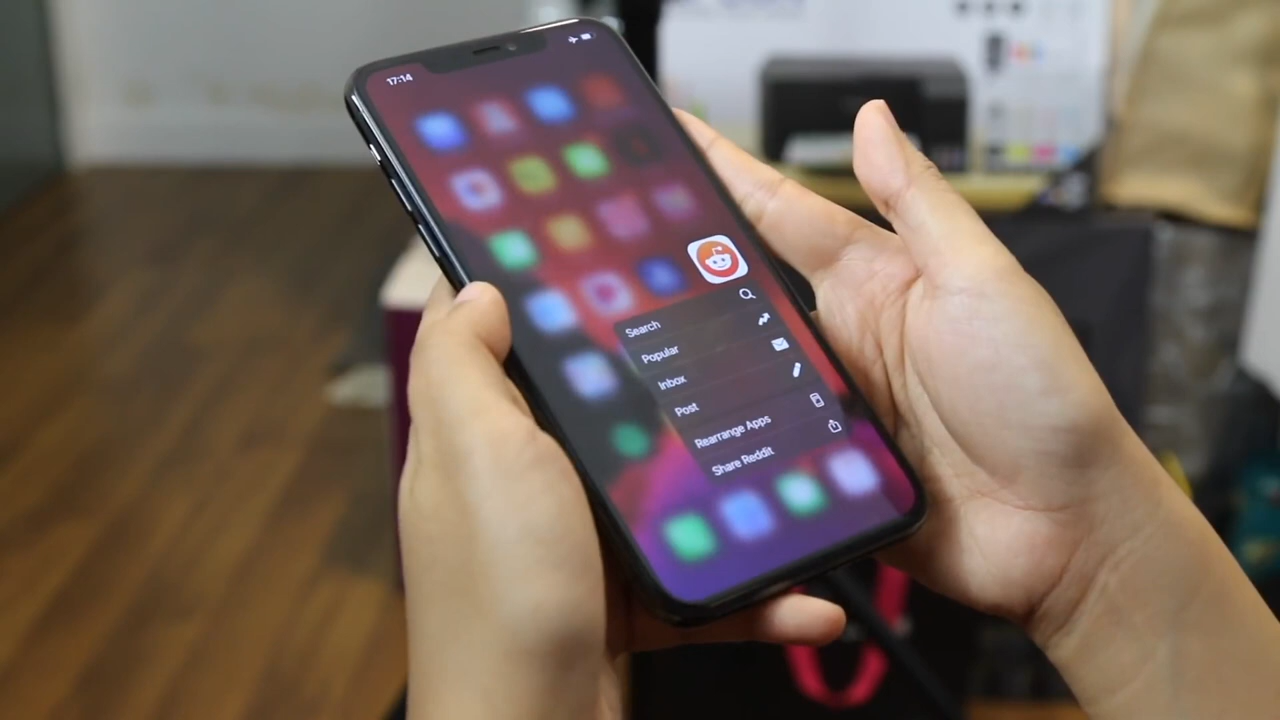 17:14
Search
Popular
Inbox
Post
Rearrange Apps
Share Reddit